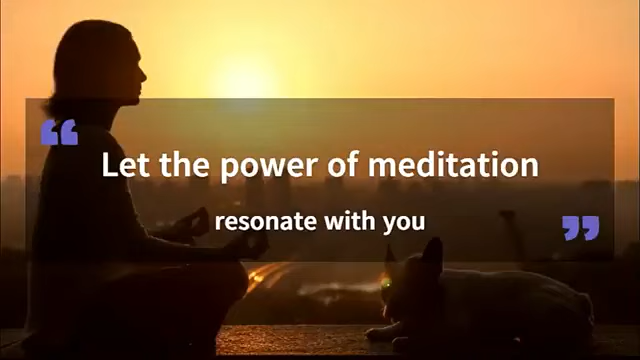 “
Let the power of meditation
resonate with you
”